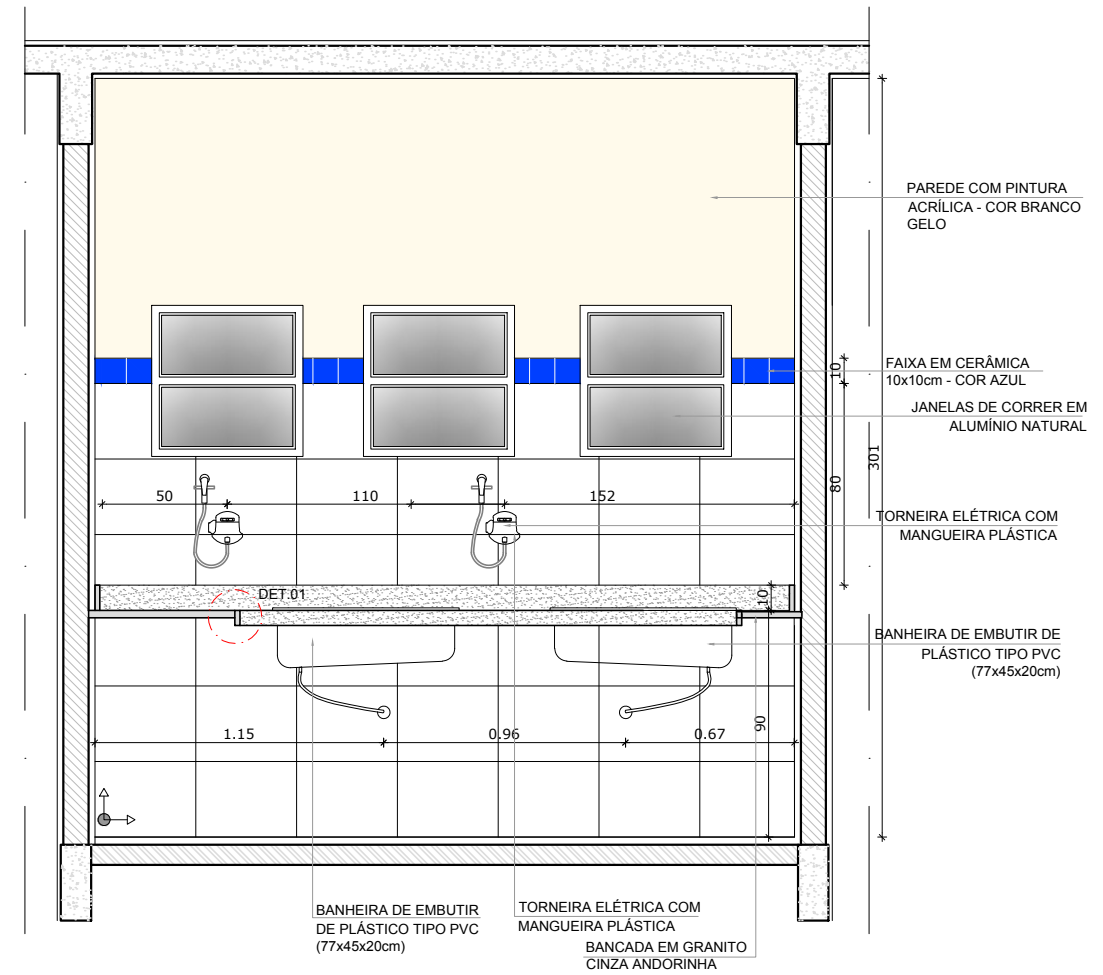 PAREDE COM PINTURA
ACRÍLICA - COR BRANCO
GELO
FAIXA EM CERÂMICA
10x10cm - COR AZUL
10
JANELAS DE CORRER EM
ALUMÍNIO NATURAL
301
80
50
110
152
TORNEIRA ELÉTRICA COM
MANGUEIRA PLÁSTICA
DET.01
10
BANHEIRA DE EMBUTIR DE
PLÁSTICO TIPO PVC
(77x45x20cm)
90
1.15
0.96
0.67
BANHEIRA DE EMBUTIR
DE PLÁSTICO TIPO PVC
(77x45x20cm)
TORNEIRA ELÉTRICA COM
MANGUEIRA PLÁSTICA
BANCADA EM GRANITO
CINZA ANDORINHA